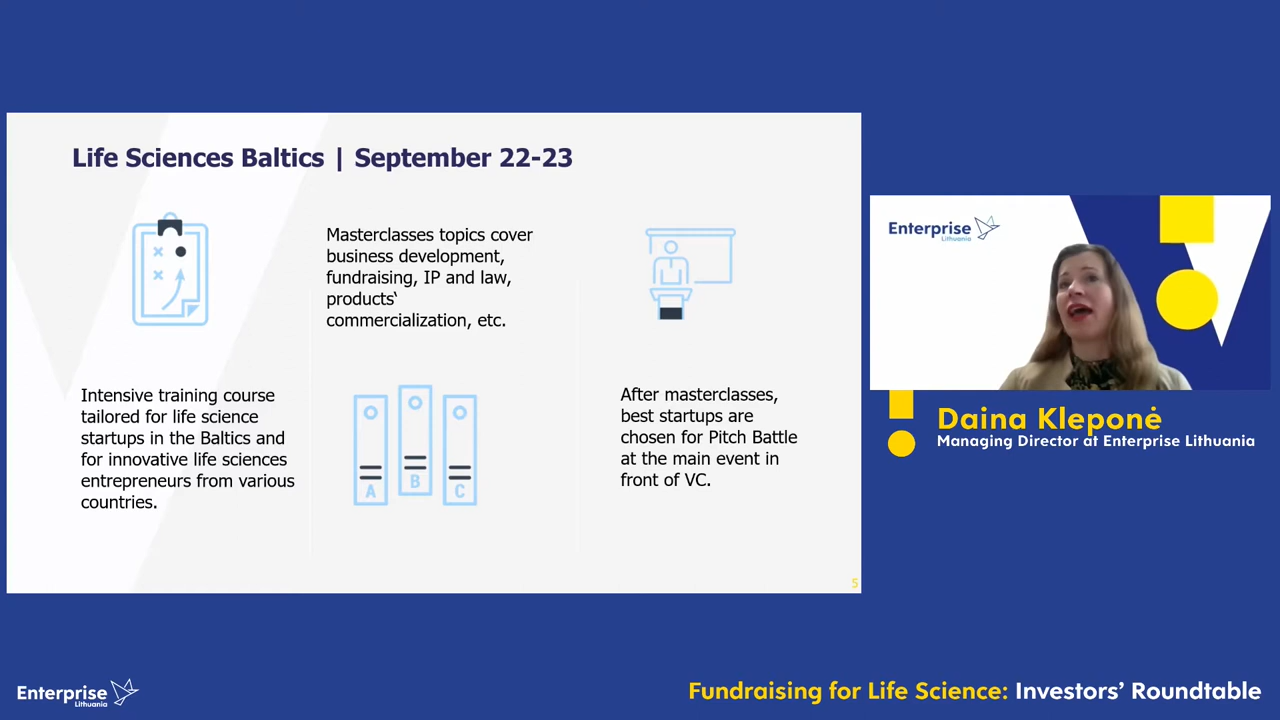 Life Sciences Baltics | September 22-23
Masterclasses topics cover
business development,
fundraising, IP and law,
products‘
commercialization, etc.
Intensive training course
tailored for life science
startups in the Baltics and
for innovative life sciences
entrepreneurs from various
countries.
A B C
After masterclasses,
best startups are
chosen for Pitch Battle
at the main event in
front of VC.
5
Enterprise
Lithuania
Daina Kleponė
Managing Director at Enterprise Lithuania
Enterprise
Lithuania
Fundraising for Life Science: Investors’ Roundtable